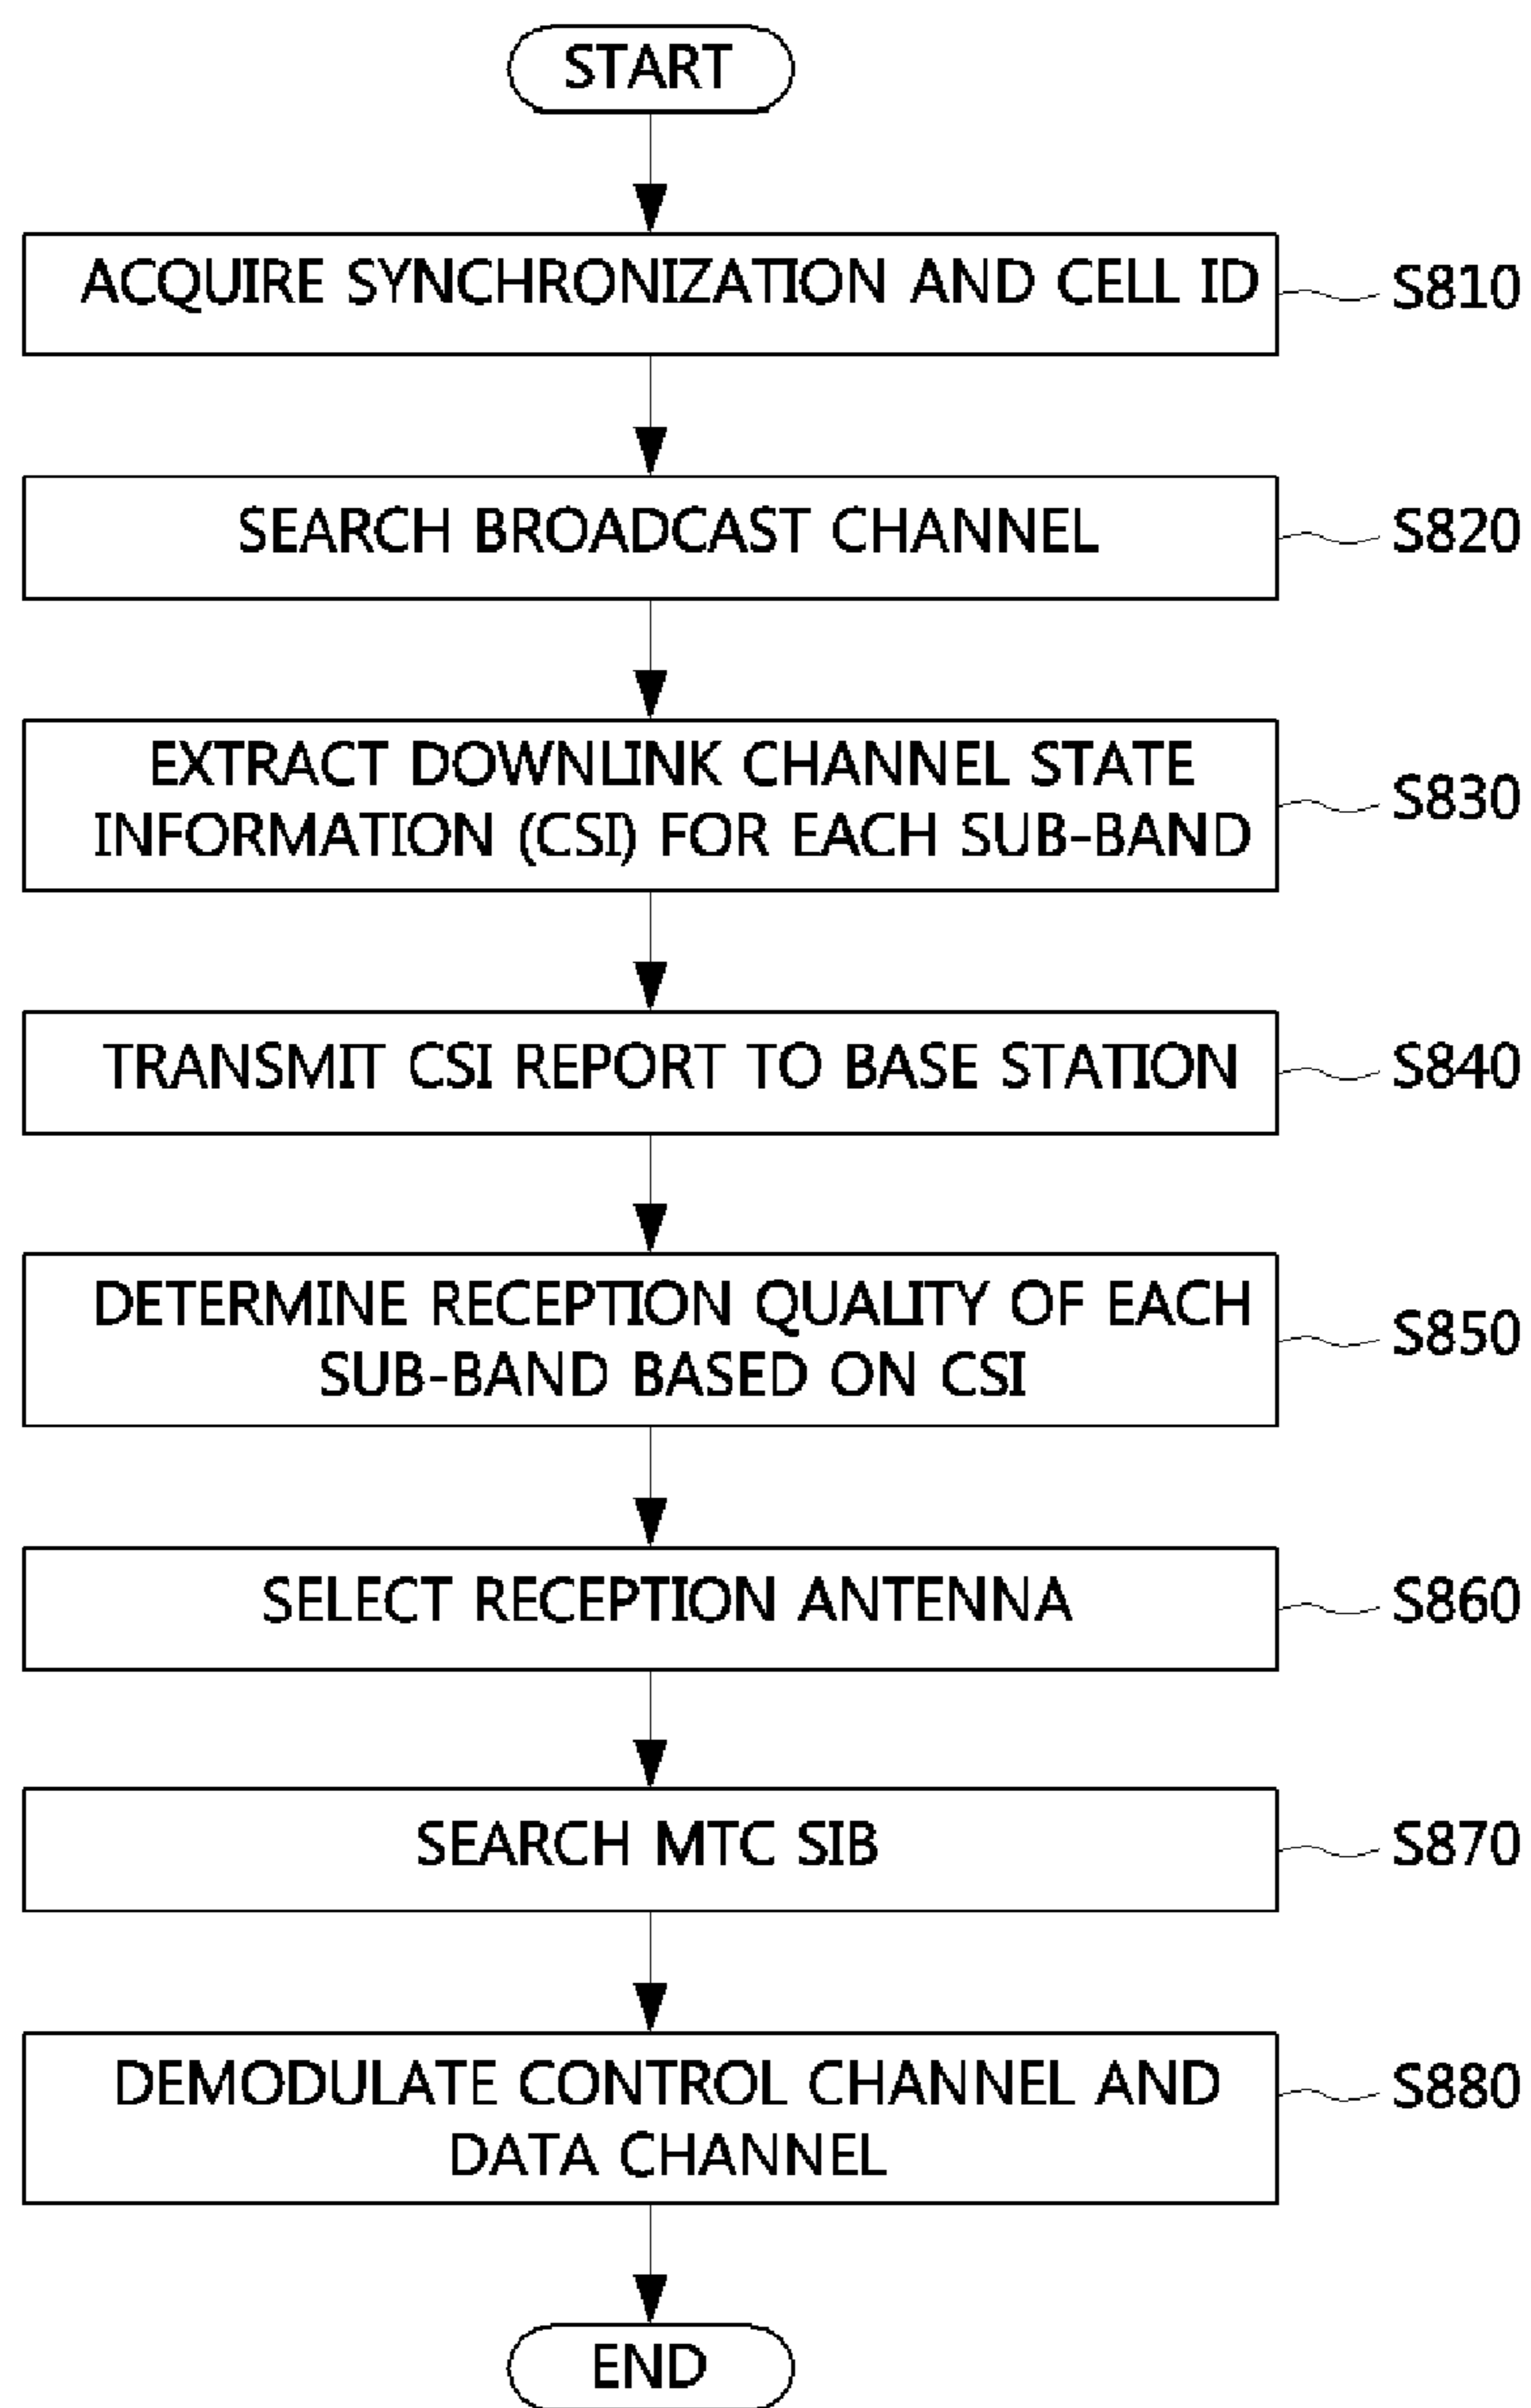 START
ACQUIRE SYNCHRONIZATION AND CELL ID
S810
SEARCH BROADCAST CHANNEL
S820
EXTRACT DOWNLINK CHANNEL STATE
INFORMATION (CSI) FOR EACH SUB-BAND
S830
TRANSMIT CSI REPORT TO BASE STATION
S840
DETERMINE RECEPTION QUALITY OF EACH
SUB-BAND BASED ON CSI
S850
SELECT RECEPTION ANTENNA
S860
SEARCH MTC SIB
S870
DEMODULATE CONTROL CHANNEL AND
DATA CHANNEL
S880
END